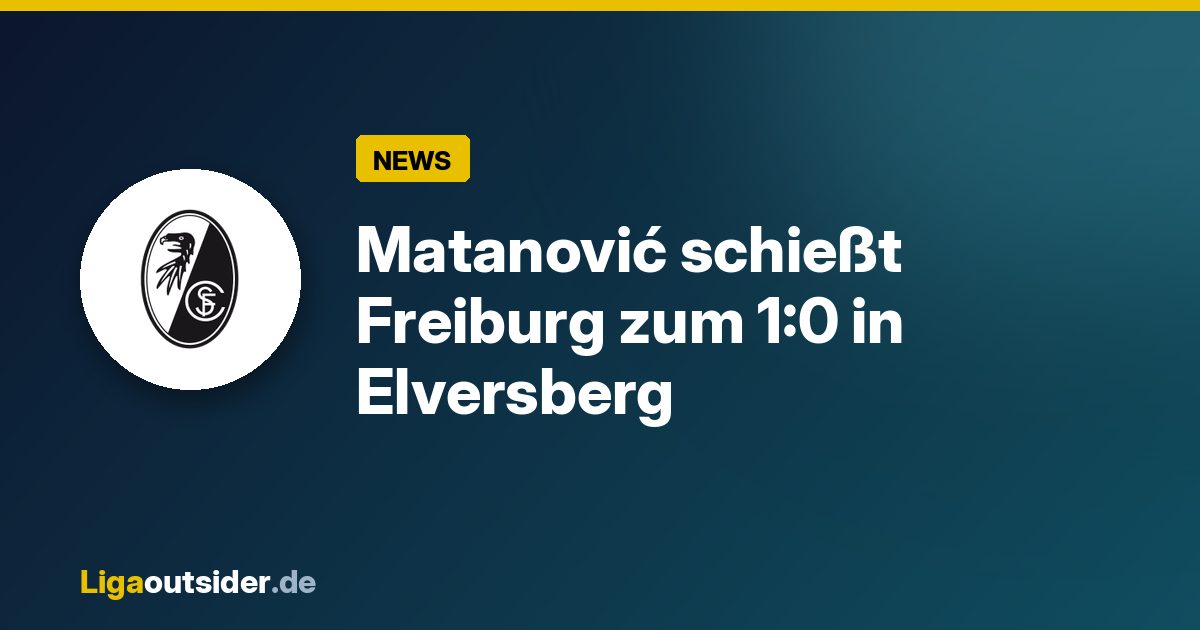 NEWS
Matanović schießt
Freiburg zum 1:0 in
Elversberg
Ligaoutsider.de